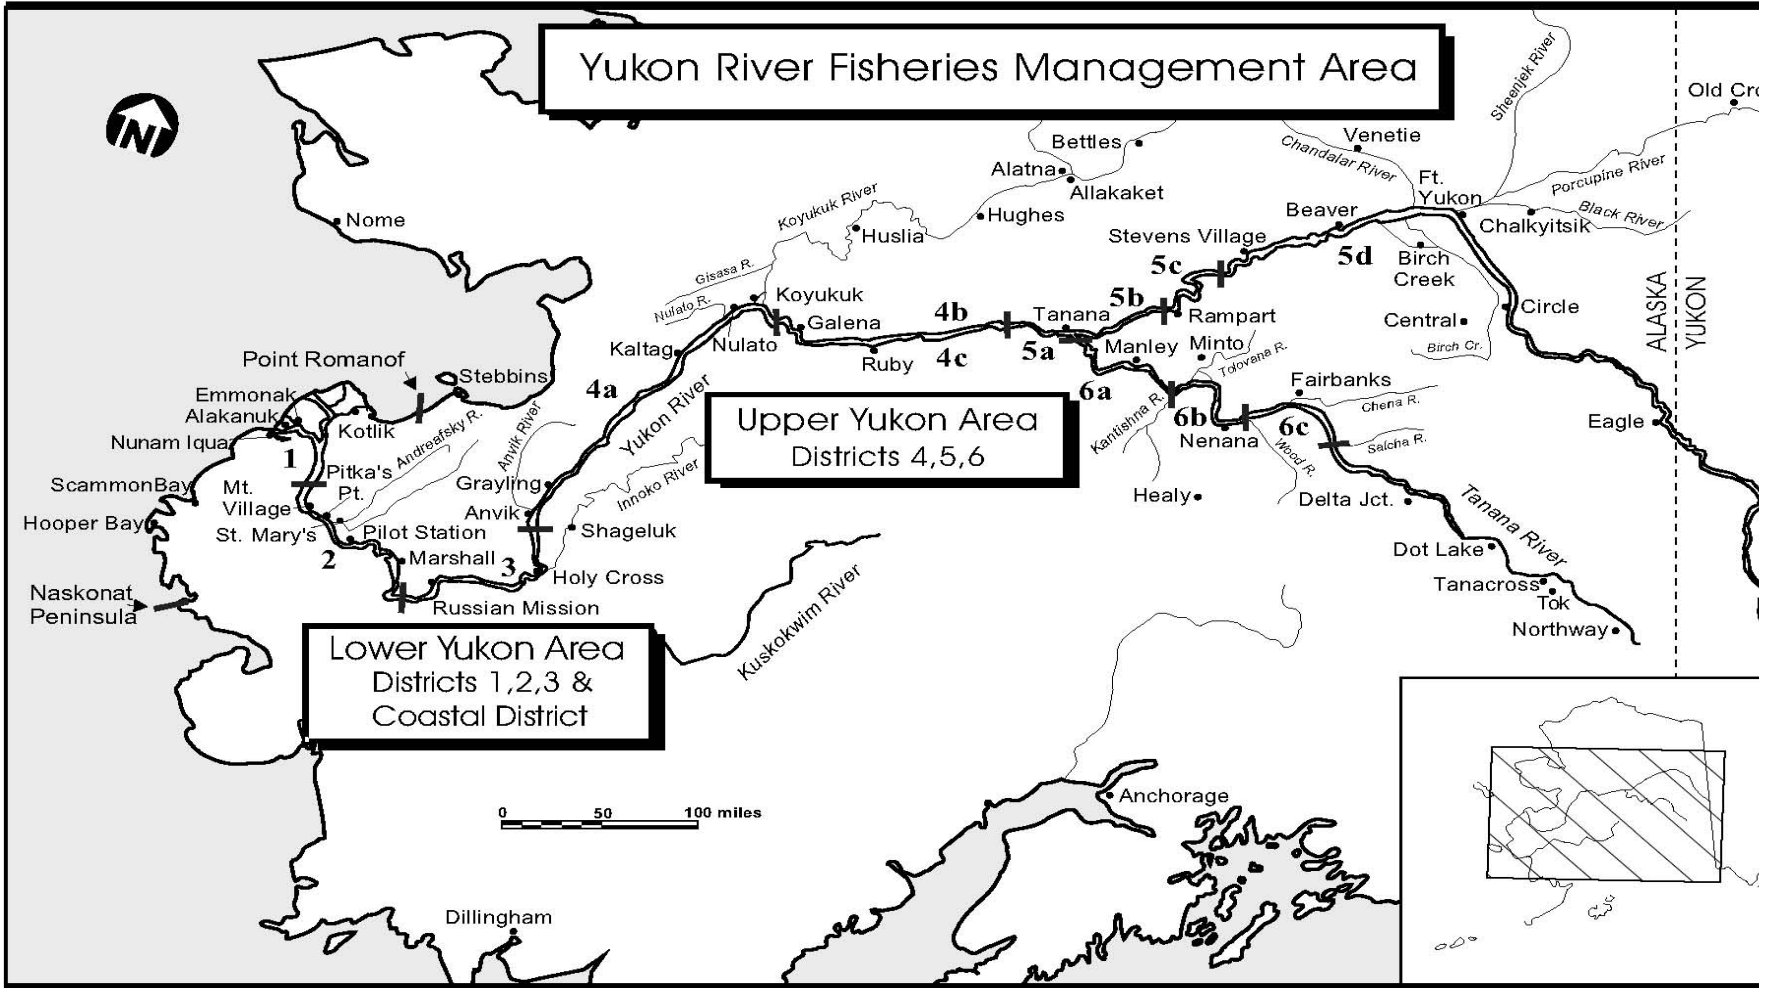 Yukon River Fisheries Management Area
N
Nome
Bettles
Alatna
Allakaket
Hughes
Huslia
Koyukuk River
Gisasa R.
Nulato R.
Koyukuk
Galena
Nulato
Kaltag
Ruby
4a
4b
4c
Yukon River
Venetie
Chandalar River
Sheenjek River
Old Cro
Porcupine River
Ft.
Yukon
Black River
Chalkyitsik
Beaver
Stevens Village
5d
Birch
Creek
5c
5b
Rampart
Tanana
5a
Circle
Central
Birch Cr.
ALASKA
YUKON
Eagle
Manley
Minto
Tolovana R.
6a
Kantishna R.
6b
Nenana
Fairbanks
Chena R.
6c
Salcha R.
Wood R.
Healy
Delta Jct.
Tanana River
Dot Lake
Tanacross
Tok
Northway
Point Romanof
Stebbins
Emmonak
Alakanuk
Nunam Iqua
Kotlik
Andreafsky R.
Anvik River
1
Pitka's
Pt.
ScammonBay
Mt.
Village
Hooper Bay
St. Mary's
Pilot Station
2
Marshall
Grayling
Anvik
Innoko River
Shageluk
3
Holy Cross
Russian Mission
Naskonat
Peninsula
Kuskokwim River
Upper Yukon Area
Districts 4,5,6
Lower Yukon Area
Districts 1,2,3 &
Coastal District
0 50 100 miles
Anchorage
Dillingham